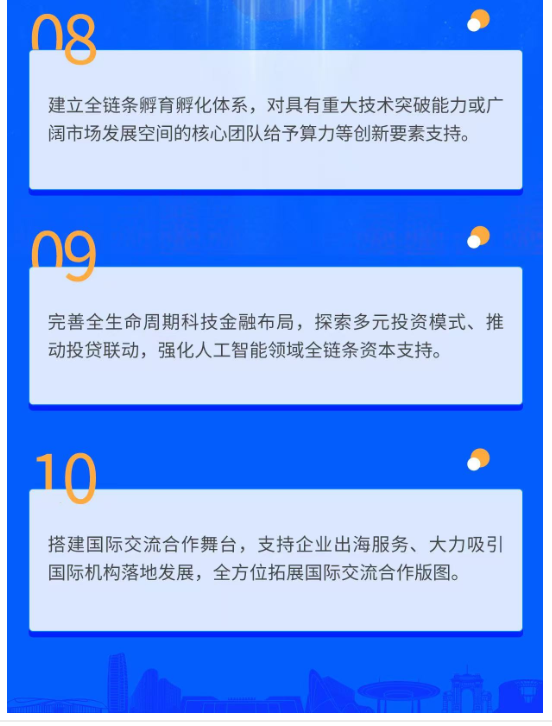 08
建立全链条孵育孵化体系，对具有重大技术突破能力或广
阔市场发展空间的核心团队给予算力等创新要素支持。
09
完善全生命周期科技金融布局，探索多元投资模式、推
动投贷联动，强化人工智能领域全链条资本支持。
10
搭建国际交流合作舞台，支持企业出海服务、大力吸引
国际机构落地发展，全方位拓展国际交流合作版图。